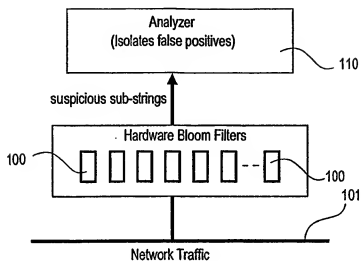 Analyzer
(Isolates false positives)
110
suspicious sub-strings
Hardware Bloom Filters
100
100
101
Network Traffic